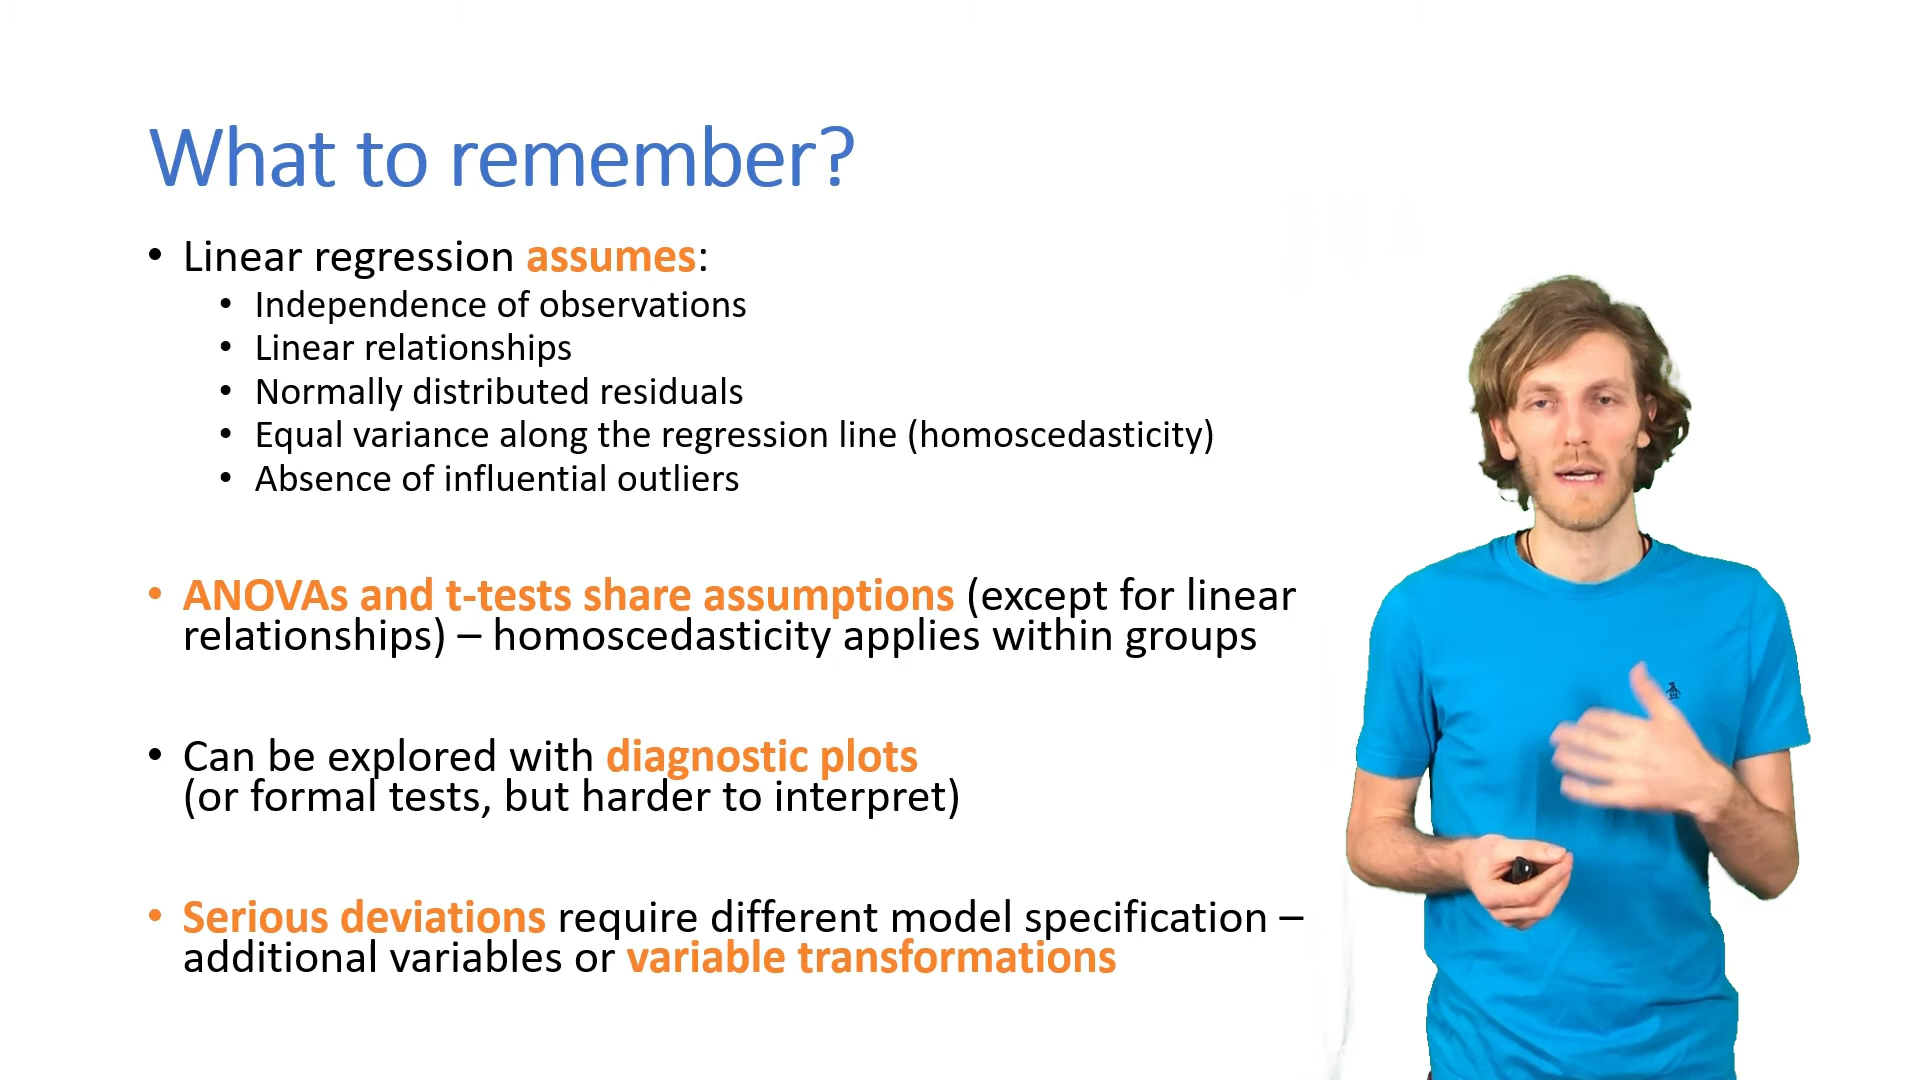 What to remember?
• Linear regression assumes:
• Independence of observations
• Linear relationships
• Normally distributed residuals
• Equal variance along the regression line (homoscedasticity)
• Absence of influential outliers
• ANOVAs and t-tests share assumptions (except for linear
relationships) – homoscedasticity applies within groups
• Can be explored with diagnostic plots
(or formal tests, but harder to interpret)
• Serious deviations require different model specification –
additional variables or variable transformations